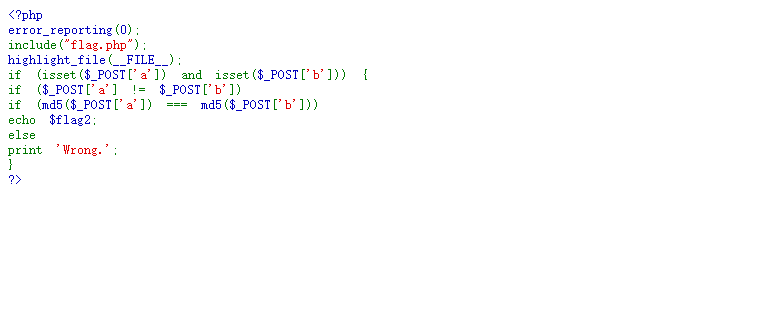 <?php
error_reporting(0);
include("flag.php");
highlight_file(__FILE__);
if (isset($_POST['a']) and isset($_POST['b'])) {
if ($_POST['a'] != $_POST['b'])
if (md5($_POST['a']) === md5($_POST['b']))
echo $flag2;
else
print 'Wrong.';
}
?>